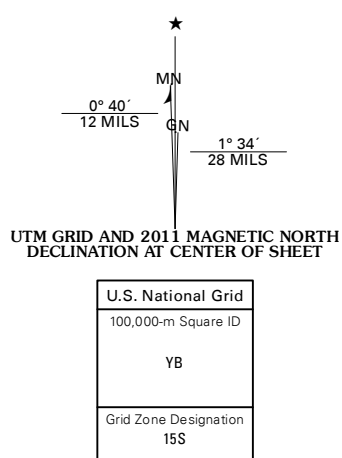 ★
MN
0° 40´
12 MILS
GN
1° 34´
28 MILS
UTM GRID AND 2011 MAGNETIC NORTH
DECLINATION AT CENTER OF SHEET
U.S. National Grid
100,000-m Square ID
YB
Grid Zone Designation
15S